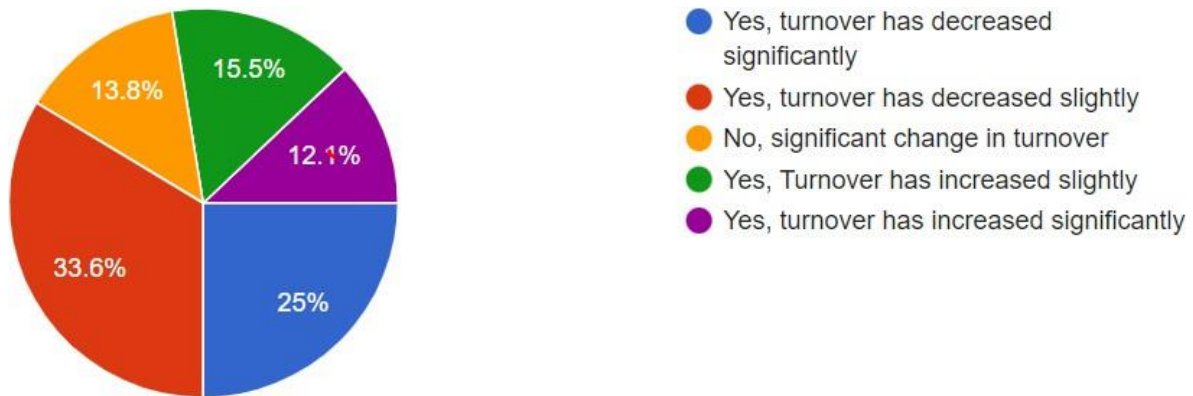 15.5%
13.8%
12.1%
33.6%
25%
Yes, turnover has decreased
significantly
Yes, turnover has decreased slightly
No, significant change in turnover
Yes, Turnover has increased slightly
Yes, turnover has increased significantly